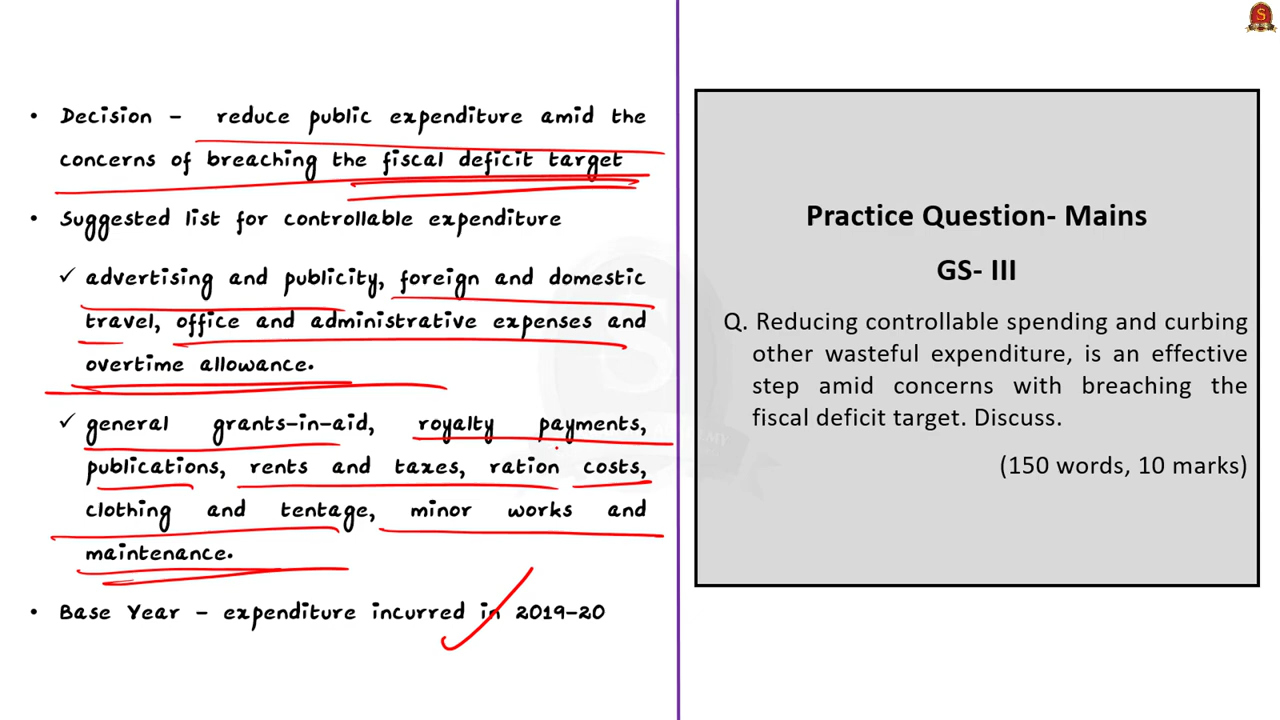 • Decision - reduce public expenditure amid the
concerns of breaching the fiscal deficit target
• Suggested list for controllable expenditure
✓ advertising and publicity, foreign and domestic
travel, office and administrative expenses and
overtime allowance.
✓ general grants-in-aid, royalty payments,
publications, rents and taxes, ration costs,
clothing and tentage, minor works and
maintenance.
• Base Year - expenditure incurred in 2019-20
Practice Question- Mains
GS- III
Q. Reducing controllable spending and curbing
other wasteful expenditure, is an effective
step amid concerns with breaching the
fiscal deficit target. Discuss.
(150 words, 10 marks)